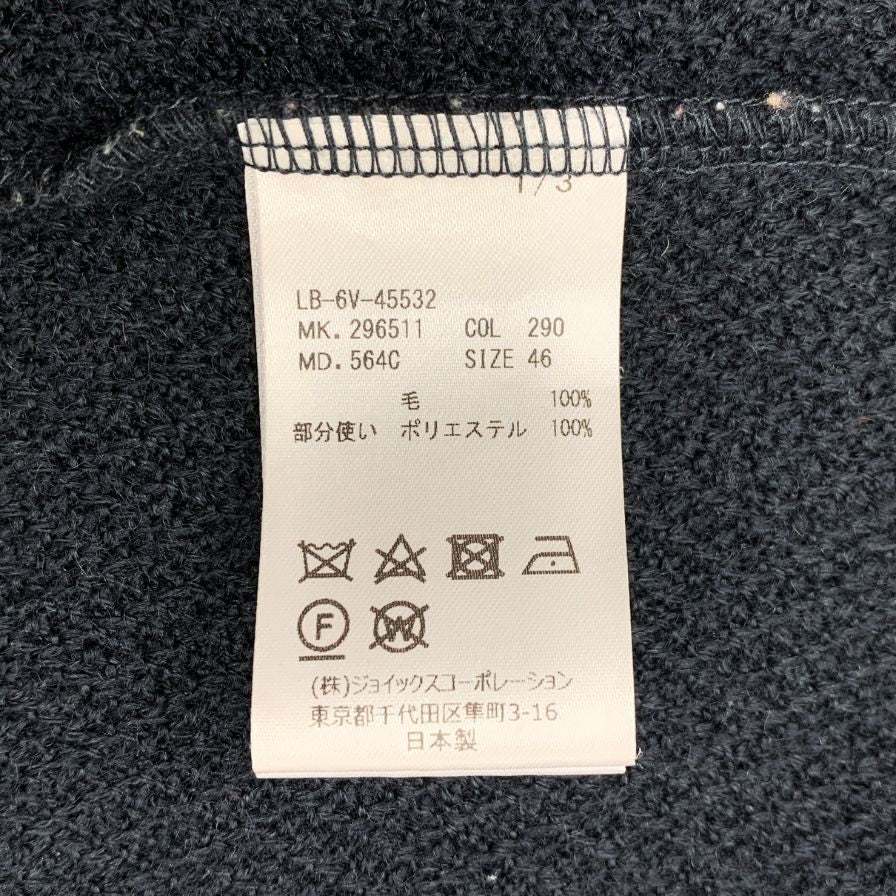 1/3
LB-6V-45532
MK. 296511 COL 290
MD. 564C SIZE 46
毛 100%
部分使い ポリエステル 100%
F W
(株)ジョイックスコーポレーション
東京都千代田区隼町3-16
日本製